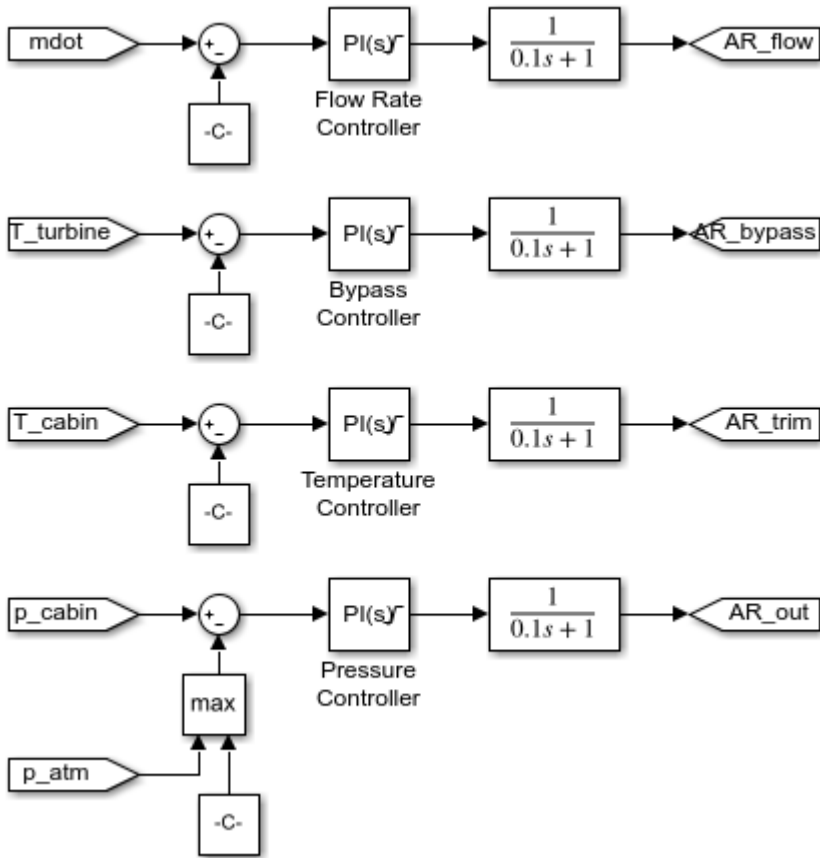 mdot
+
-
PI(s)
1
0.1s + 1
AR_flow
-C-
Flow Rate
Controller
T_turbine
+
-
PI(s)
1
0.1s + 1
AR_bypass
-C-
Bypass
Controller
T_cabin
+
-
PI(s)
1
0.1s + 1
AR_trim
-C-
Temperature
Controller
p_cabin
+
-
PI(s)
1
0.1s + 1
AR_out
max
Pressure
Controller
p_atm
-C-